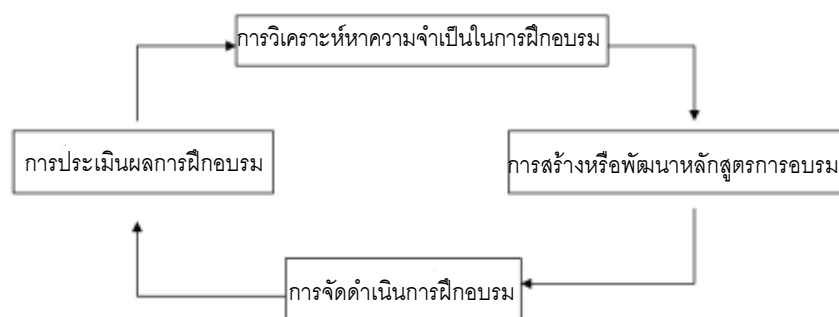 การวิเคราะห์หาความจำเป็นในการฝึกอบรม
การประเมินผลการฝึกอบรม
การสร้างหรือพัฒนาหลักสูตรการอบรม
การจัดดำเนินการฝึกอบรม